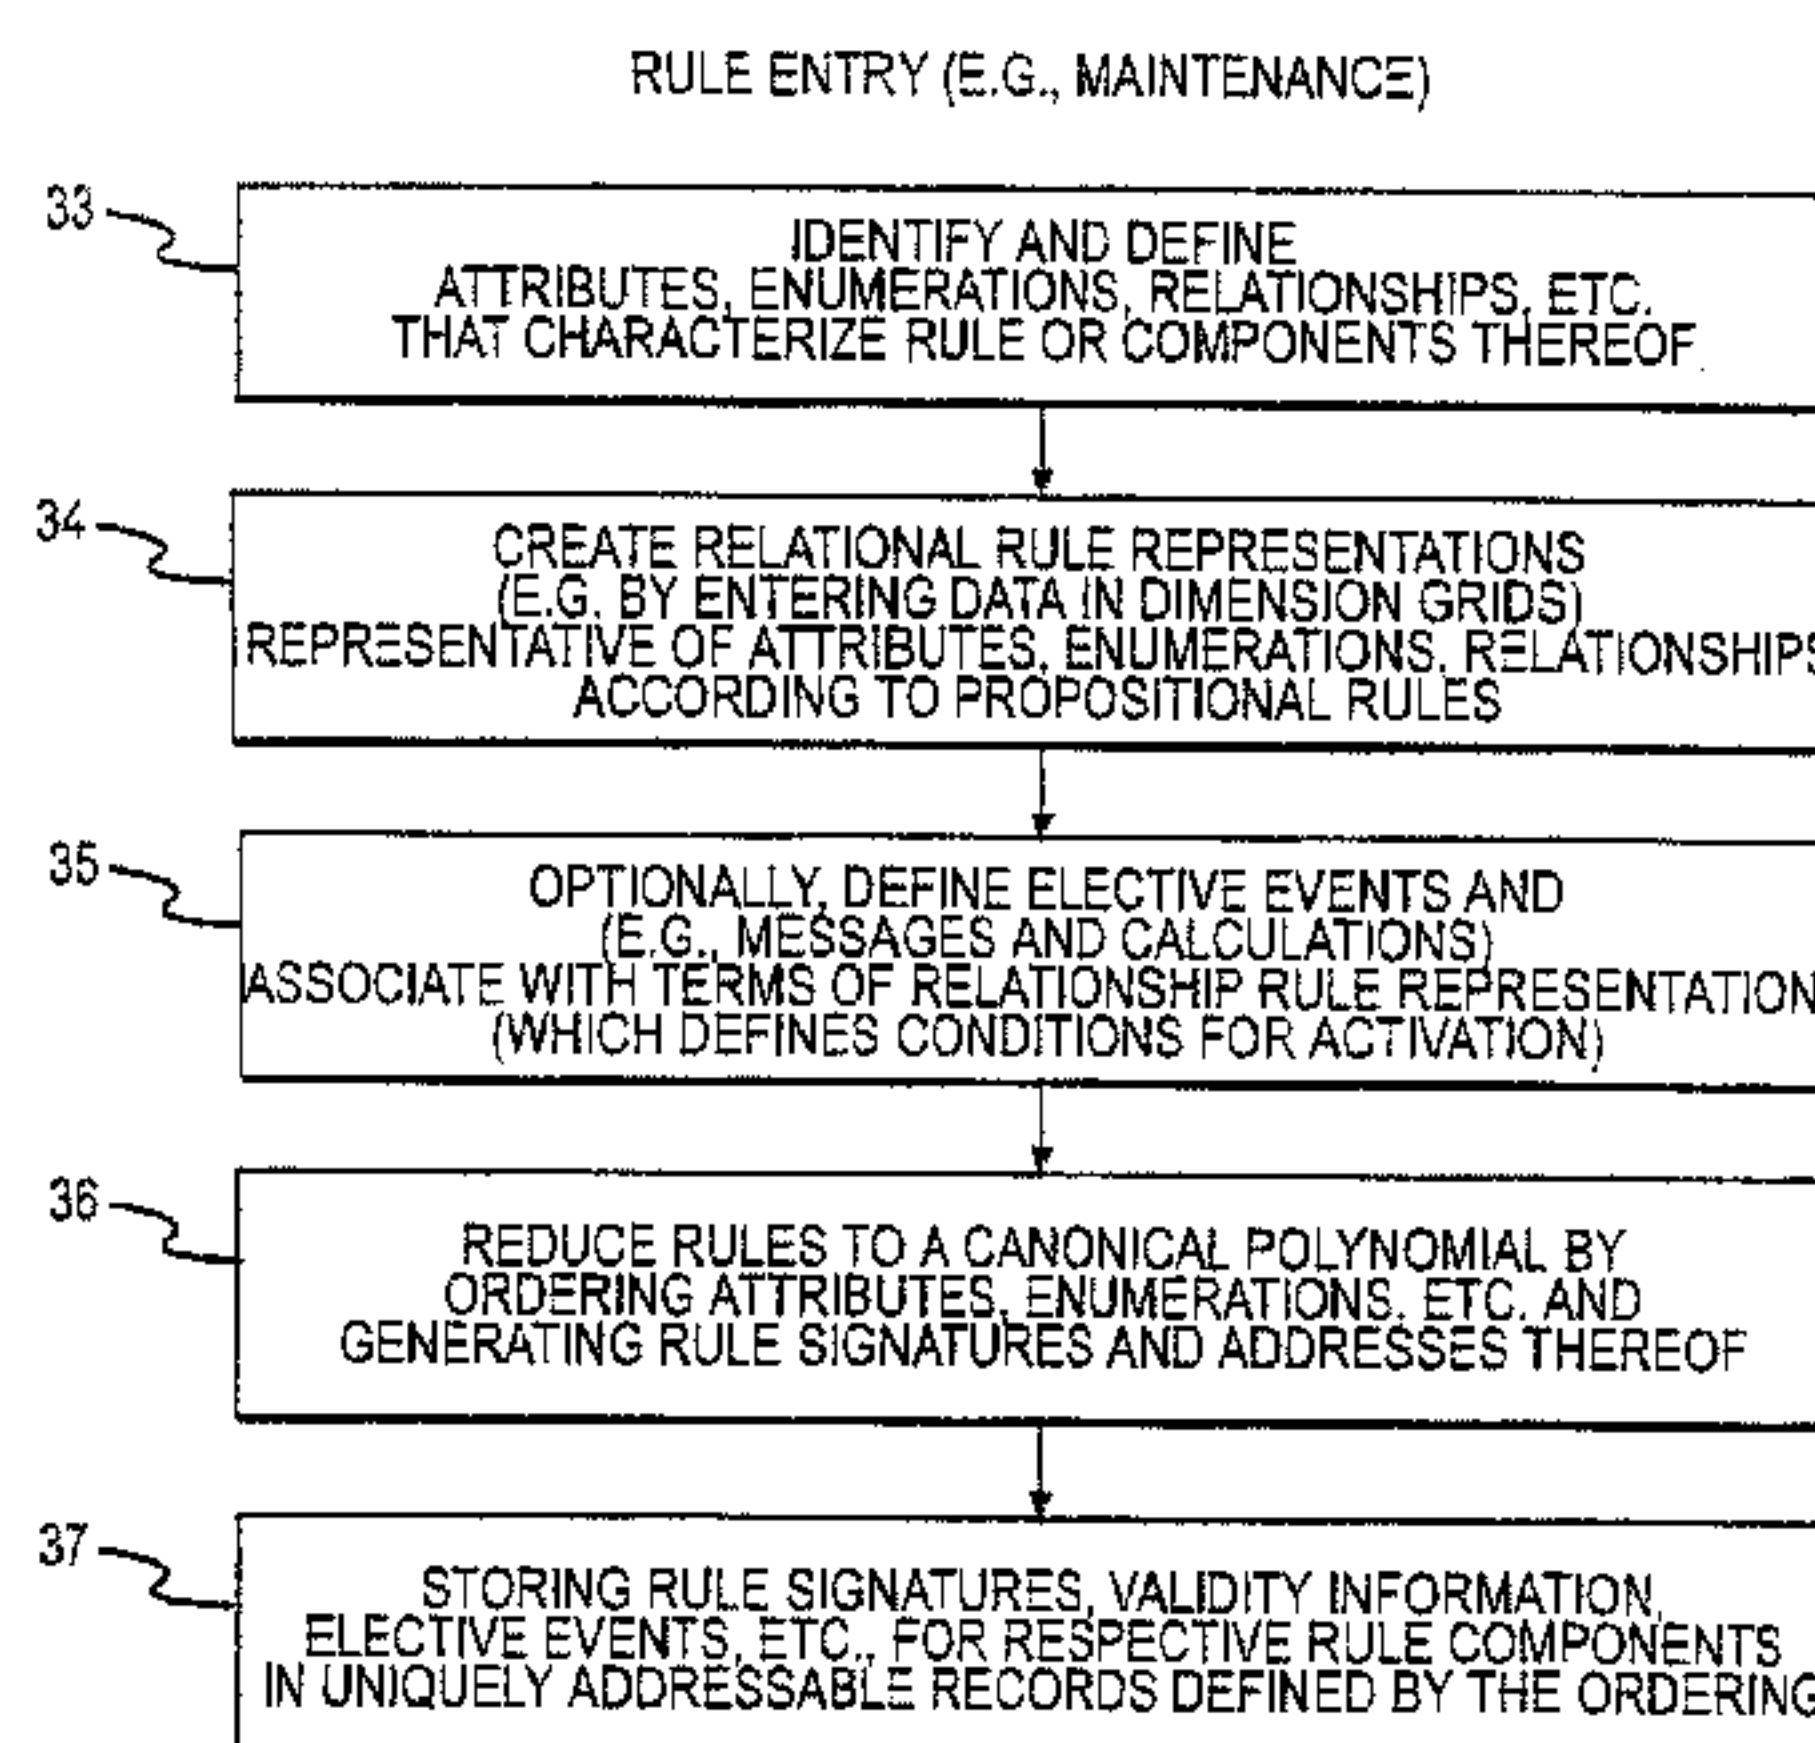 RULE ENTRY (E.G., MAINTENANCE)
33
IDENTIFY AND DEFINE
ATTRIBUTES, ENUMERATIONS, RELATIONSHIPS, ETC.
THAT CHARACTERIZE RULE OR COMPONENTS THEREOF
34
CREATE RELATIONAL RULE REPRESENTATIONS
(E.G. BY ENTERING DATA IN DIMENSION GRIDS)
REPRESENTATIVE OF ATTRIBUTES, ENUMERATIONS, RELATIONSHIPS
ACCORDING TO PROPOSITIONAL RULES
35
OPTIONALLY, DEFINE ELECTIVE EVENTS AND
(E.G., MESSAGES AND CALCULATIONS)
ASSOCIATE WITH TERMS OF RELATIONSHIP RULE REPRESENTATION
(WHICH DEFINES CONDITIONS FOR ACTIVATION)
36
REDUCE RULES TO A CANONICAL POLYNOMIAL BY
ORDERING ATTRIBUTES, ENUMERATIONS, ETC. AND
GENERATING RULE SIGNATURES AND ADDRESSES THEREOF
37
STORING RULE SIGNATURES, VALIDITY INFORMATION,
ELECTIVE EVENTS, ETC., FOR RESPECTIVE RULE COMPONENTS
IN UNIQUELY ADDRESSABLE RECORDS DEFINED BY THE ORDERING